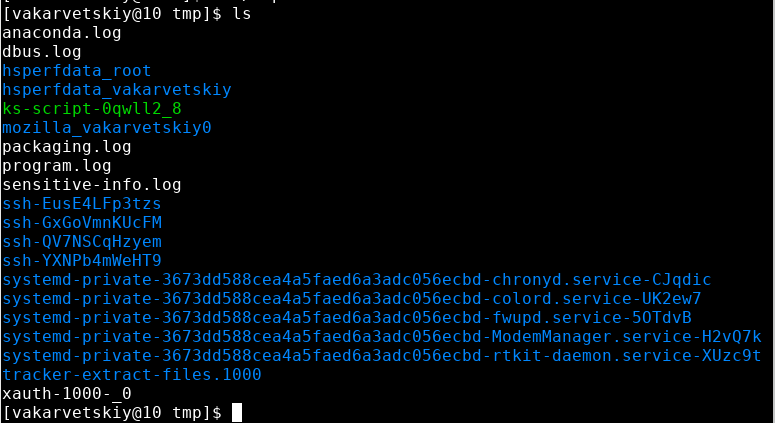 [vakarvetskiy@10 tmp]$ ls
anaconda.log
dbus.log
hsperfdata_root
hsperfdata_vakarvetskiy
ks-script-0qwll2_8
mozilla_vakarvetskiy0
packaging.log
program.log
sensitive-info.log
ssh-EusE4LFp3tzs
ssh-GxGoVmnKUcFM
ssh-QV7NSCqHzyem
ssh-YXNPb4mWeHT9
systemd-private-3673dd588cea4a5faed6a3adc056ecbd-chronyd.service-CJqdic
systemd-private-3673dd588cea4a5faed6a3adc056ecbd-colord.service-UK2ew7
systemd-private-3673dd588cea4a5faed6a3adc056ecbd-fwupd.service-5OTdvB
systemd-private-3673dd588cea4a5faed6a3adc056ecbd-ModemManager.service-H2vQ7k
systemd-private-3673dd588cea4a5faed6a3adc056ecbd-rtkit-daemon.service-XUzc9t
tracker-extract-files.1000
xauth-1000-_0
[vakarvetskiy@10 tmp]$